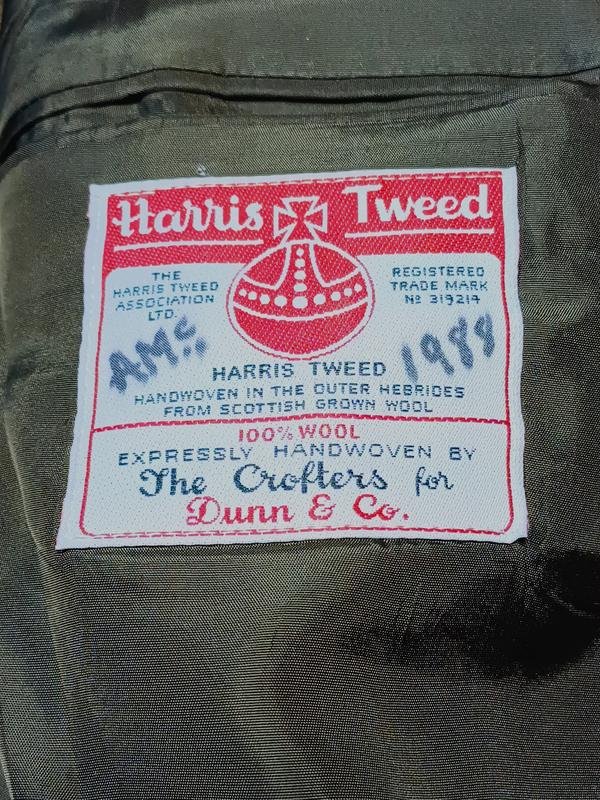 Harris Tweed
THE
HARRIS TWEED
ASSOCIATION
LTD.
REGISTERED
TRADE MARK
Nº 319214
AMC 1988
HARRIS TWEED
HANDWOVEN IN THE OUTER HEBRIDES
FROM SCOTTISH GROWN WOOL
100% WOOL
EXPRESSLY HANDWOVEN BY
The Crofters for
Dunn & Co.